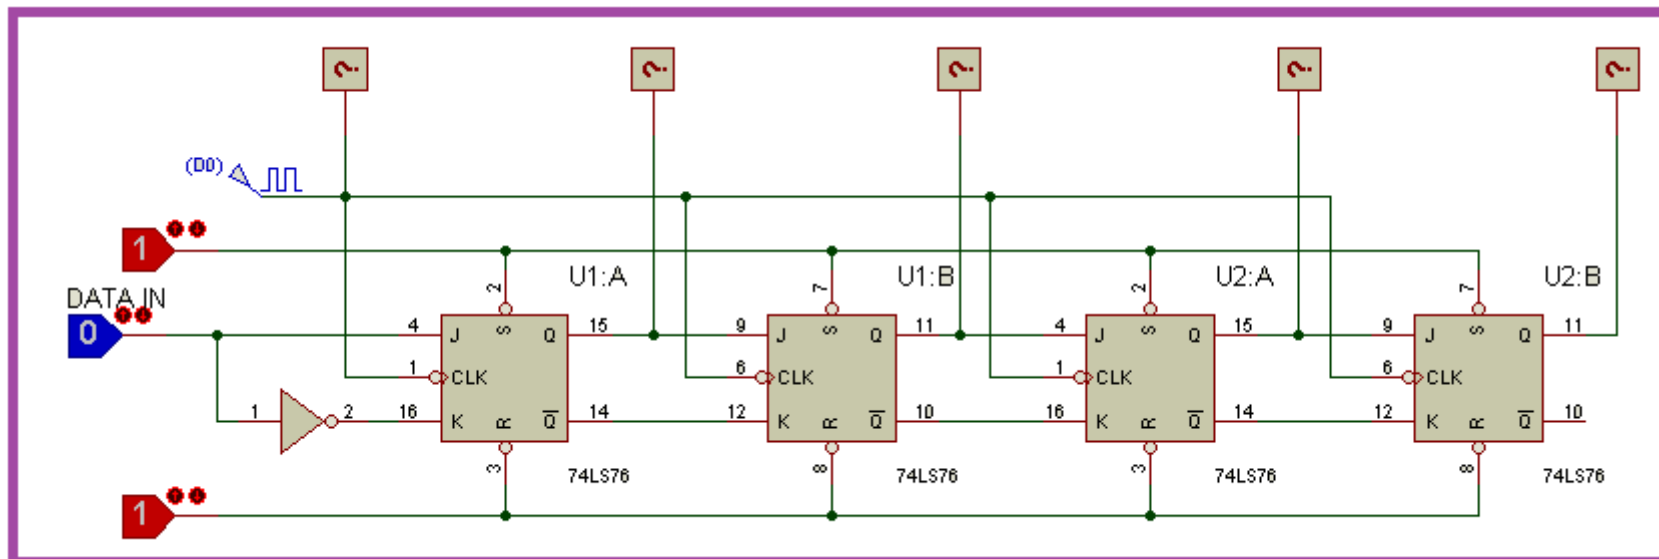 ? ? ? ? ?
(D0)
1
U1:A U1:B U2:A U2:B
2 7 2 7
DATA IN
0
4 J S Q 15 9 J S Q 11 4 J S Q 15 9 J S Q 11
1 CLK 6 CLK 1 CLK 6 CLK
1 2 16 K R Q 14 12 K R Q 10 16 K R Q 14 12 K R Q 10
3 8 3 8
74LS76 74LS76 74LS76 74LS76
1